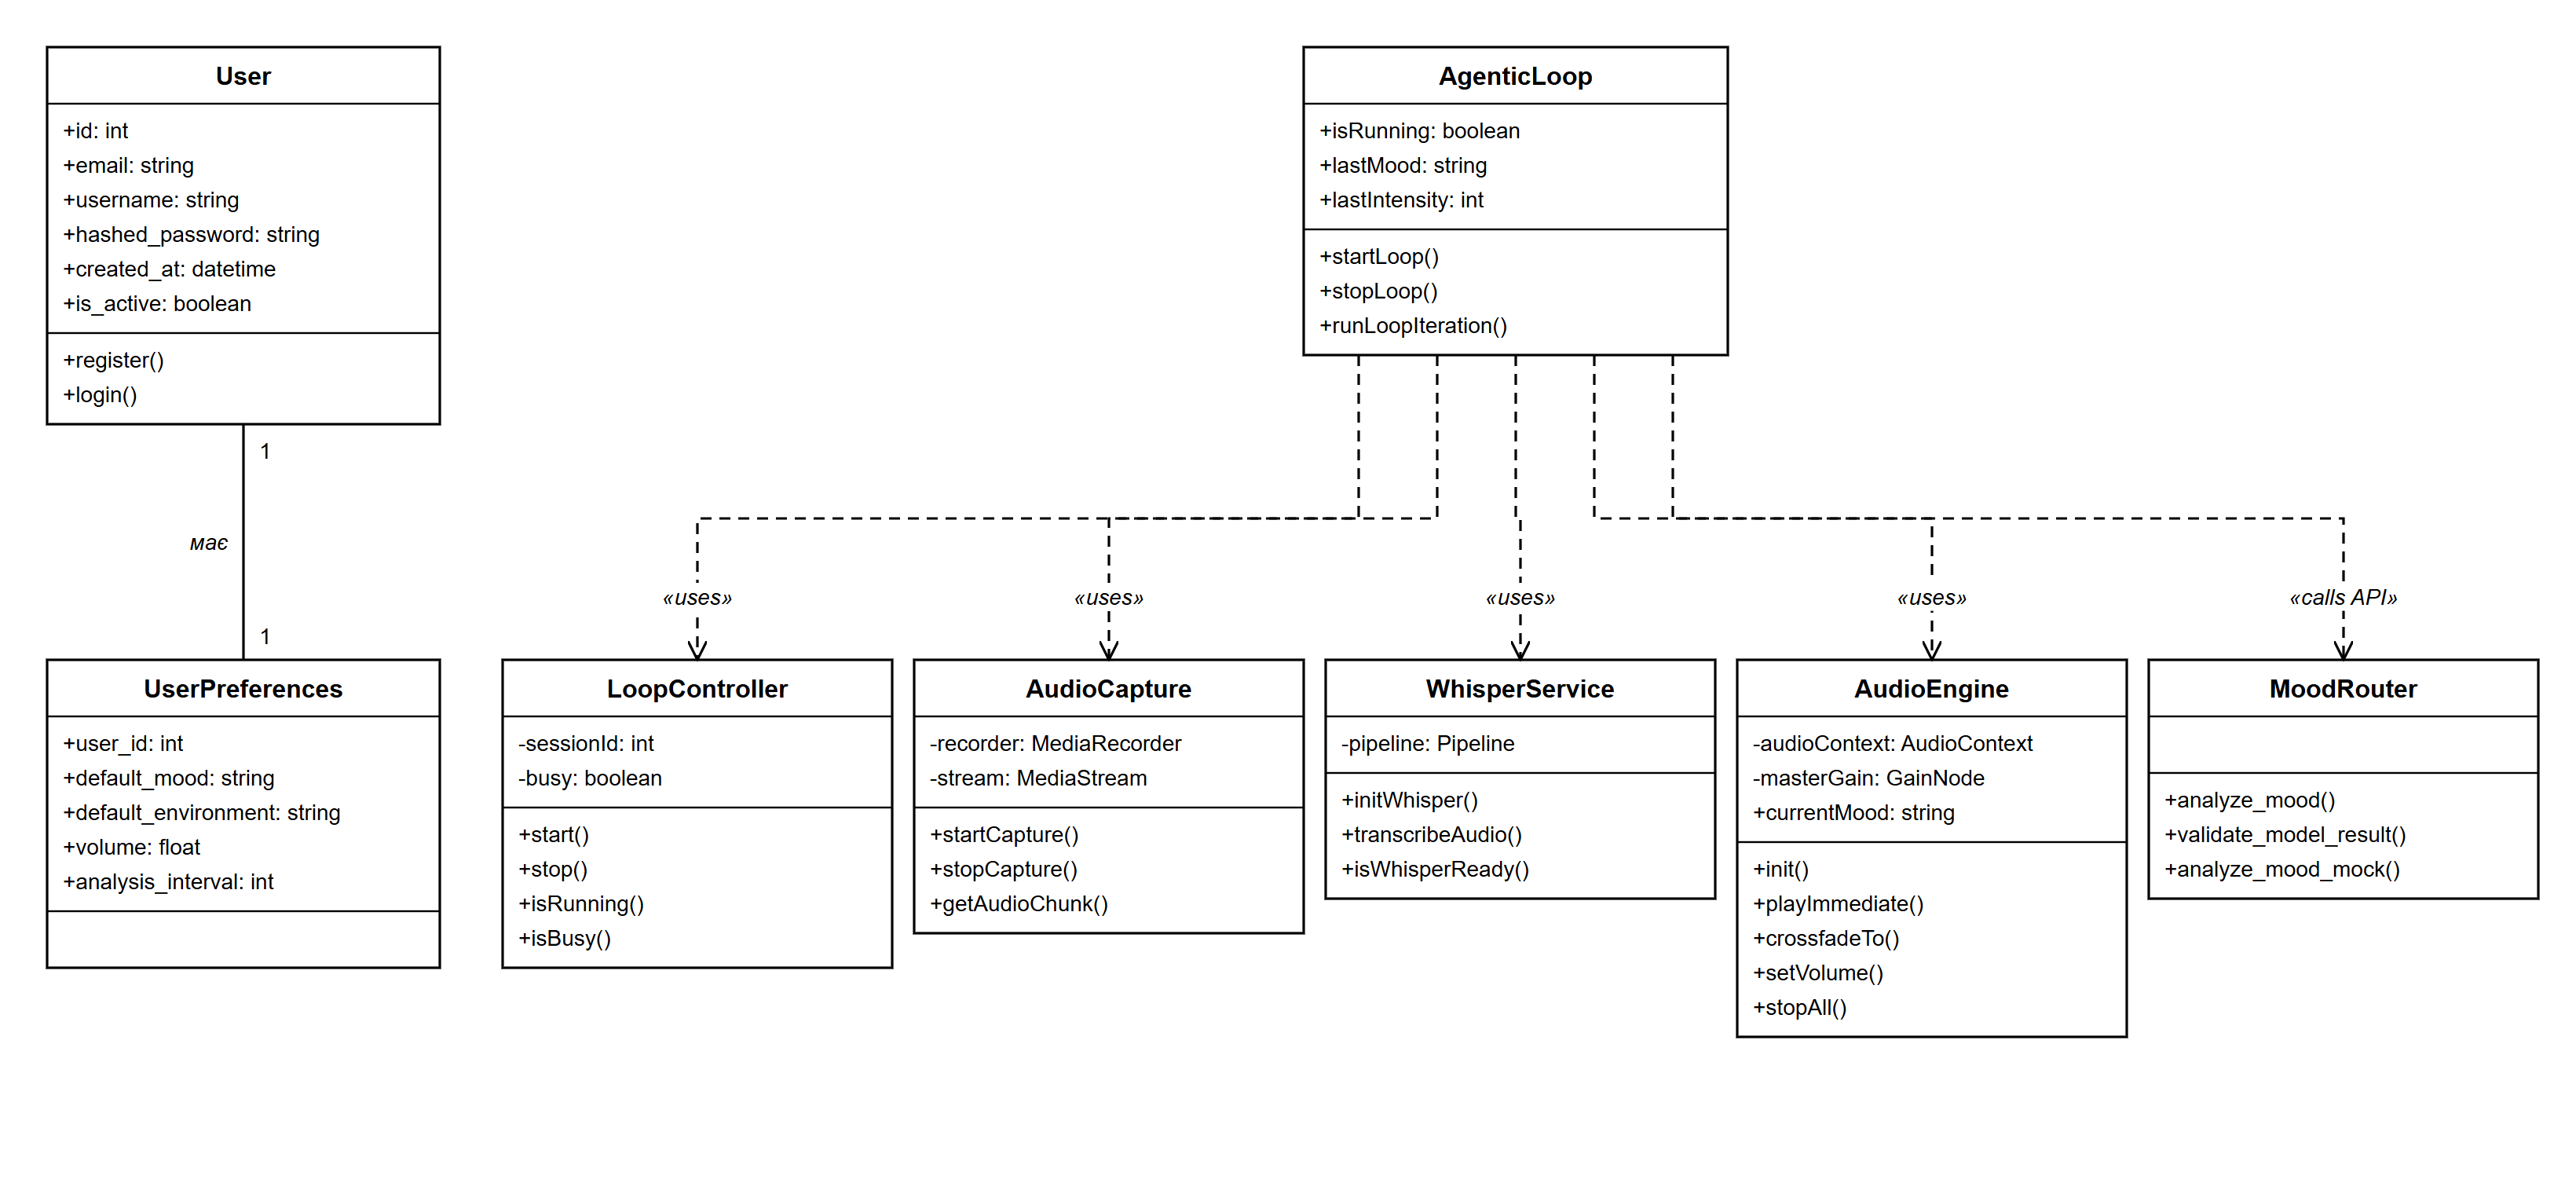 User
+id: int
+email: string
+username: string
+hashed_password: string
+created_at: datetime
+is_active: boolean
+register()
+login()
AgenticLoop
+isRunning: boolean
+lastMood: string
+lastIntensity: int
+startLoop()
+stopLoop()
+runLoopIteration()
1
має
1
«uses»
«uses»
«uses»
«uses»
«calls API»
UserPreferences
+user_id: int
+default_mood: string
+default_environment: string
+volume: float
+analysis_interval: int
LoopController
-sessionId: int
-busy: boolean
+start()
+stop()
+isRunning()
+isBusy()
AudioCapture
-recorder: MediaRecorder
-stream: MediaStream
+startCapture()
+stopCapture()
+getAudioChunk()
WhisperService
-pipeline: Pipeline
+initWhisper()
+transcribeAudio()
+isWhisperReady()
AudioEngine
-audioContext: AudioContext
-masterGain: GainNode
+currentMood: string
+init()
+playImmediate()
+crossfadeTo()
+setVolume()
+stopAll()
MoodRouter
+analyze_mood()
+validate_model_result()
+analyze_mood_mock()